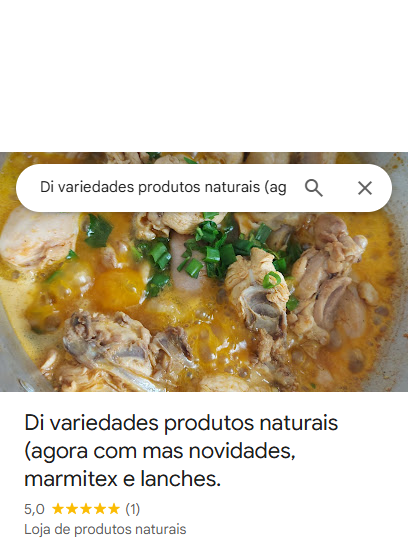 Di variedades produtos naturais (ag
Di variedades produtos naturais
(agora com mas novidades,
marmitex e lanches.
5,0 (1)
Loja de produtos naturais